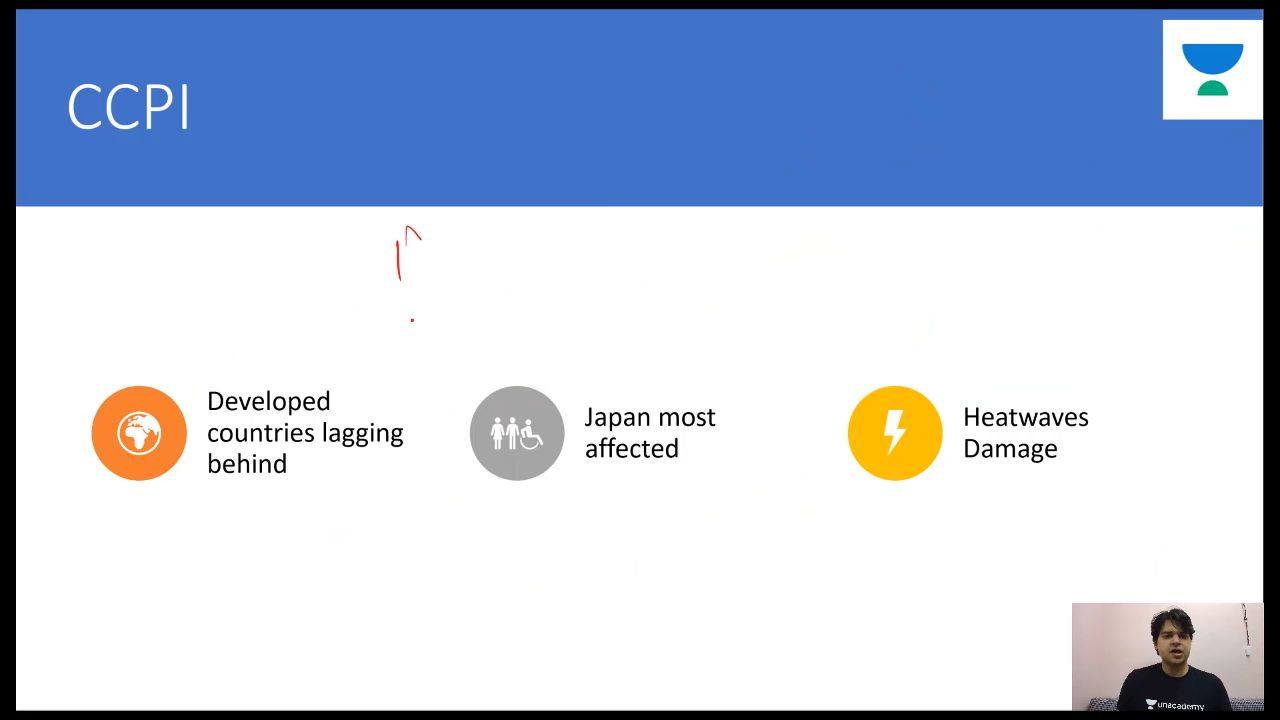 CCPI
Developed
countries lagging
behind
Japan most
affected
Heatwaves
Damage
unacademy